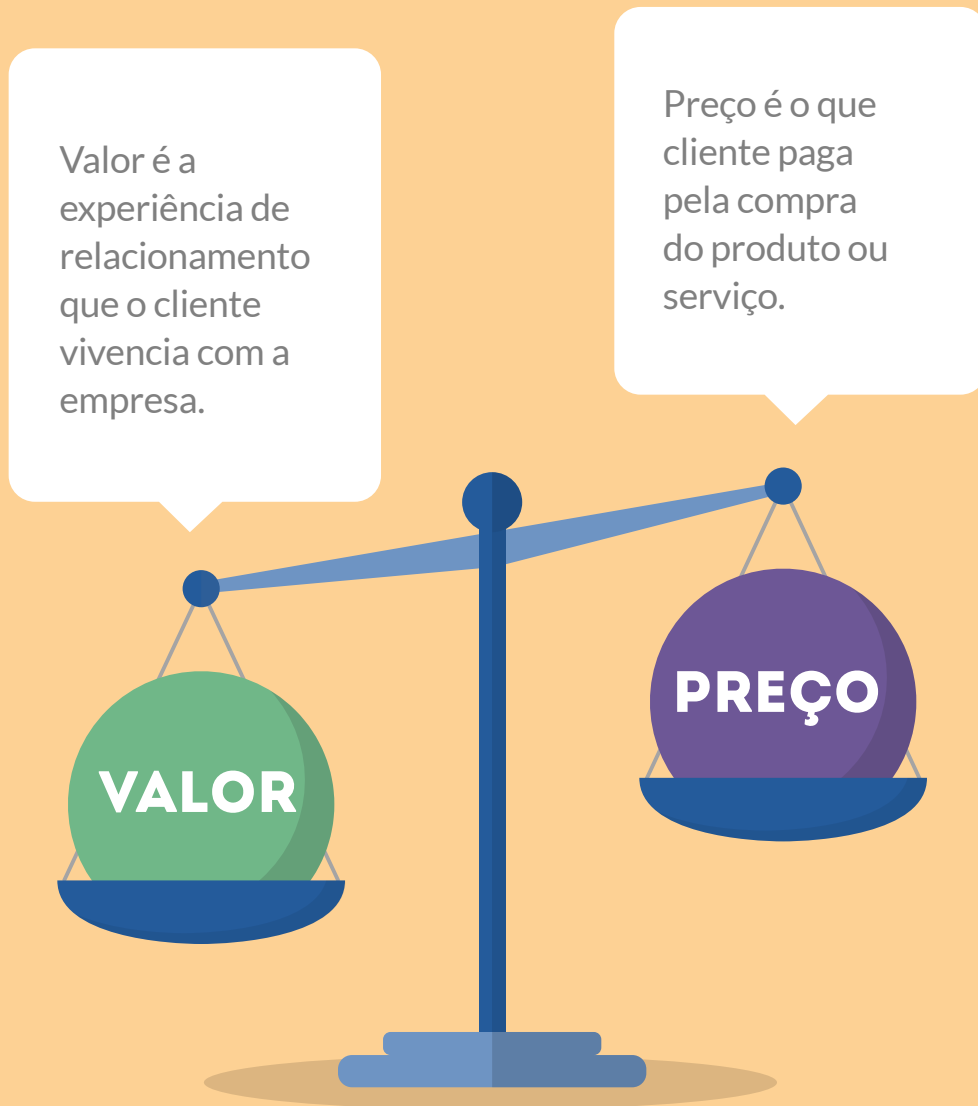 Valor é a
experiência de
relacionamento
que o cliente
vivencia com a
empresa.
Preço é o que
cliente paga
pela compra
do produto ou
serviço.
VALOR
PREÇO